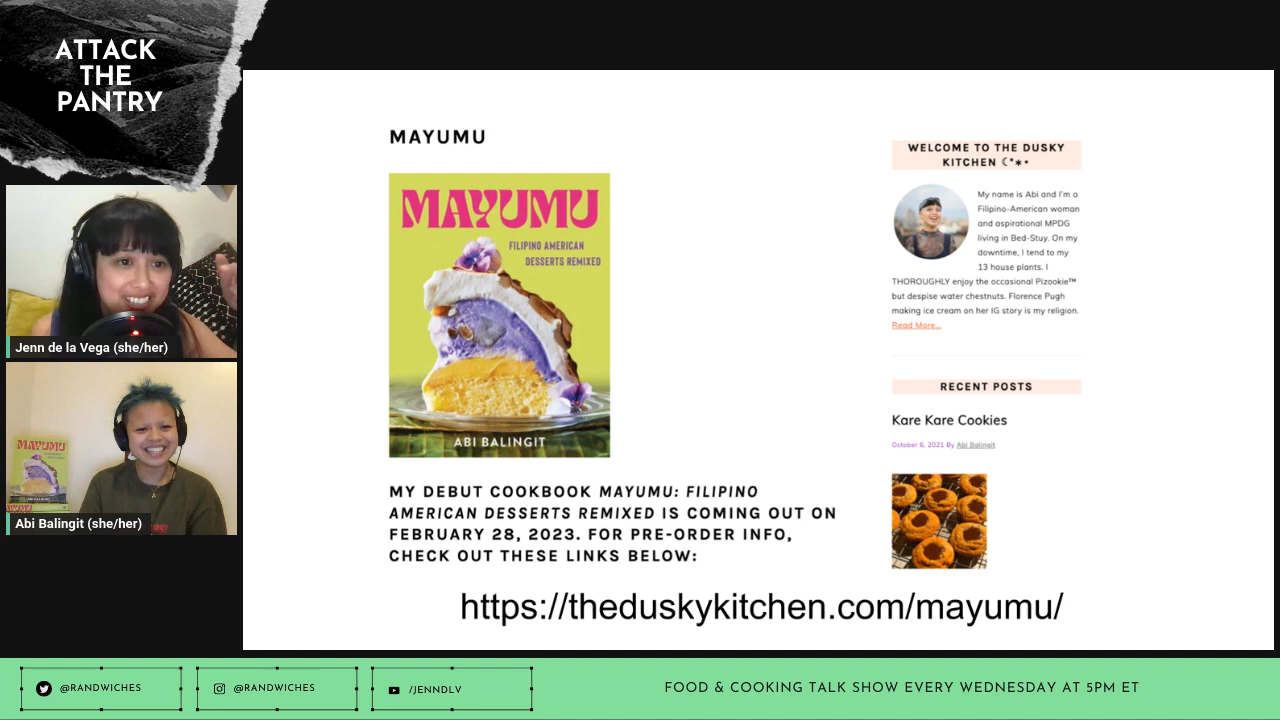 ATTACK
THE
PANTRY
Jenn de la Vega (she/her)
MAYUMU
ABI BALINGIT
Abi Balingit (she/her)
MAYUMU
MAYUMU
FILIPINO AMERICAN
DESSERTS REMIXED
ABI BALINGIT
MY DEBUT COOKBOOK MAYUMU: FILIPINO
AMERICAN DESSERTS REMIXED IS COMING OUT ON
FEBRUARY 28, 2023. FOR PRE-ORDER INFO,
CHECK OUT THESE LINKS BELOW:
WELCOME TO THE DUSKY
KITCHEN ☾*✶⋆
My name is Abi and I'm a
Filipino-American woman
and aspirational MPDG
living in Bed-Stuy. On my
downtime, I tend to my
13 house plants. I
THOROUGHLY enjoy the occasional Pizookie™
but despise water chestnuts. Florence Pugh
making ice cream on her IG story is my religion.
Read More...
RECENT POSTS
Kare Kare Cookies
October 6, 2021 By Abi Balingit
https://theduskykitchen.com/mayumu/
@RANDWICHES
@RANDWICHES
/JENNDLV
FOOD & COOKING TALK SHOW EVERY WEDNESDAY AT 5PM ET